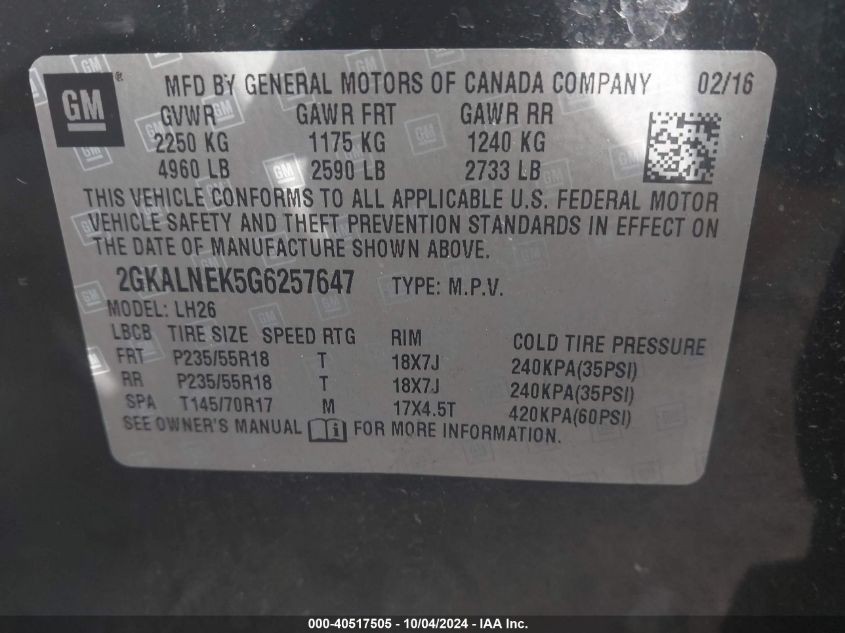 GM ® MFD BY GENERAL MOTORS OF CANADA COMPANY 02/16
GVWR GAWR FRT GAWR RR
2250 KG 1175 KG 1240 KG
4960 LB 2590 LB 2733 LB
THIS VEHICLE CONFORMS TO ALL APPLICABLE U.S. FEDERAL MOTOR
VEHICLE SAFETY AND THEFT PREVENTION STANDARDS IN EFFECT ON
THE DATE OF MANUFACTURE SHOWN ABOVE.
2GKALNEK5G6257647 TYPE: M.P.V.
MODEL: LH26
LBCB TIRE SIZE SPEED RTG RIM COLD TIRE PRESSURE
FRT P235/55R18 T 18X7J 240KPA(35PSI)
RR P235/55R18 T 18X7J 240KPA(35PSI)
SPA T145/70R17 M 17X4.5T 420KPA(60PSI)
SEE OWNER'S MANUAL i FOR MORE INFORMATION.
000-40517505 - 10/04/2024 - IAA Inc.